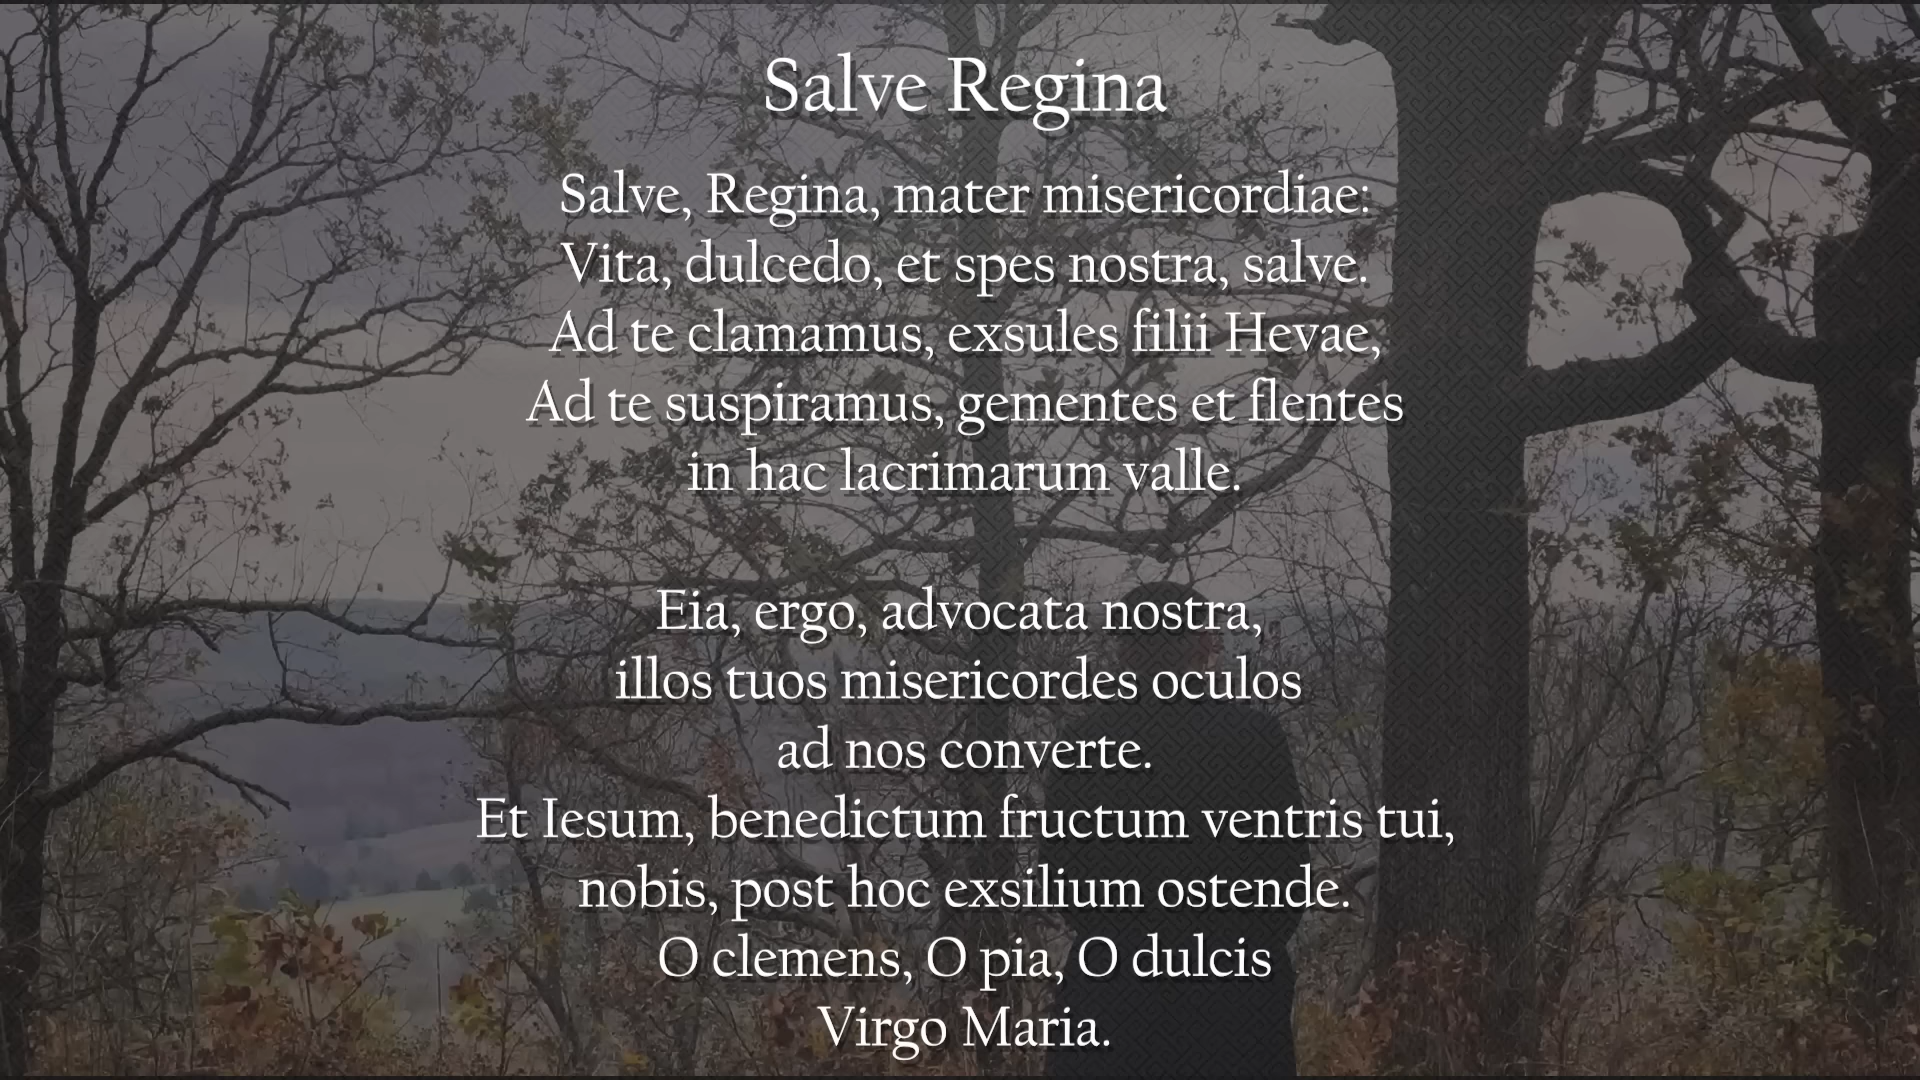 Salve Regina
Salve, Regina, mater misericordiae:
Vita, dulcedo, et spes nostra, salve.
Ad te clamamus, exsules filii Hevae,
Ad te suspiramus, gementes et flentes
in hac lacrimarum valle.
Eia, ergo, advocata nostra,
illos tuos misericordes oculos
ad nos converte.
Et Iesum, benedictum fructum ventris tui,
nobis, post hoc exsilium ostende.
O clemens, O pia, O dulcis
Virgo Maria.